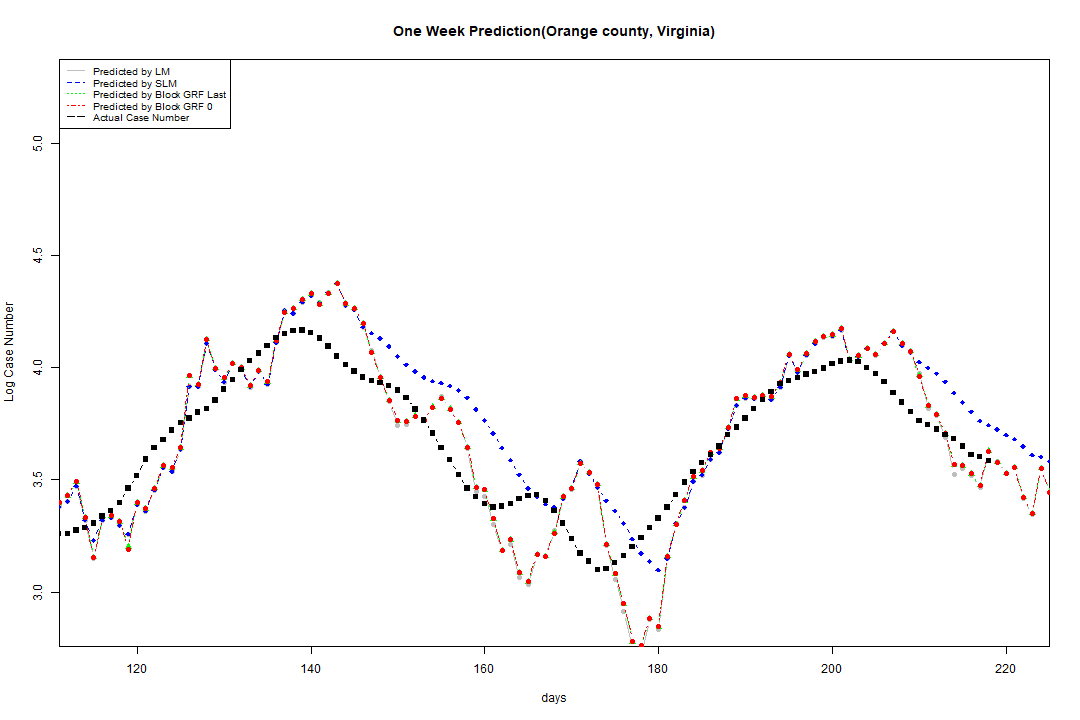 One Week Prediction(Orange county, Virginia)
Predicted by LM
Predicted by SLM
Predicted by Block GRF Last
Predicted by Block GRF 0
Actual Case Number
5.0
4.5
4.0
3.5
3.0
Log Case Number
120 140 160 180 200 220
days